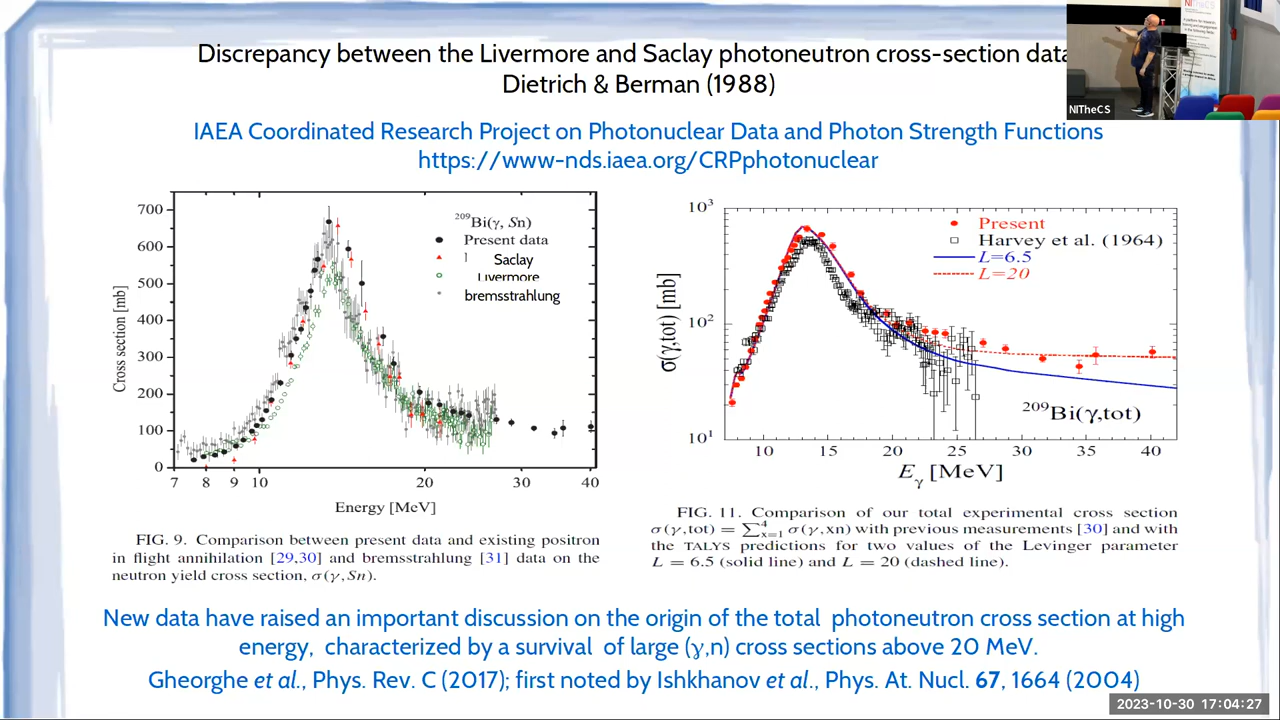 Discrepancy between the Livermore and Saclay photoneutron cross-section data
Dietrich & Berman (1988)
IAEA Coordinated Research Project on Photonuclear Data and Photon Strength Functions
https://www-nds.iaea.org/CRPphotonuclear
NITheCS
NITheCS
700
600
500
400
300
200
100
0
Cross section [mb]
7 8 9 10 20 30 40
Energy [MeV]
²⁰⁹Bi(γ, Sn)
Present data
Saclay
Livermore
bremsstrahlung
FIG. 9. Comparison between present data and existing positron
in flight annihilation [29,30] and bremsstrahlung [31] data on the
neutron yield cross section, σ(γ, Sn).
10³
10²
10¹
σ(γ,tot) [mb]
Present
Harvey et al. (1964)
L=6.5
L=20
²⁰⁹Bi(γ,tot)
10 15 20 25 30 35 40
Eγ [MeV]
FIG. 11. Comparison of our total experimental cross section
σ(γ,tot) = ∑⁴ₓ₌₁ σ(γ,xn) with previous measurements [30] and with
the TALYS predictions for two values of the Levinger parameter
L = 6.5 (solid line) and L = 20 (dashed line).
New data have raised an important discussion on the origin of the total photoneutron cross section at high
energy, characterized by a survival of large (γ,n) cross sections above 20 MeV.
Gheorghe et al., Phys. Rev. C (2017); first noted by Ishkhanov et al., Phys. At. Nucl. 67, 1664 (2004)
2023-10-30 17:04:27